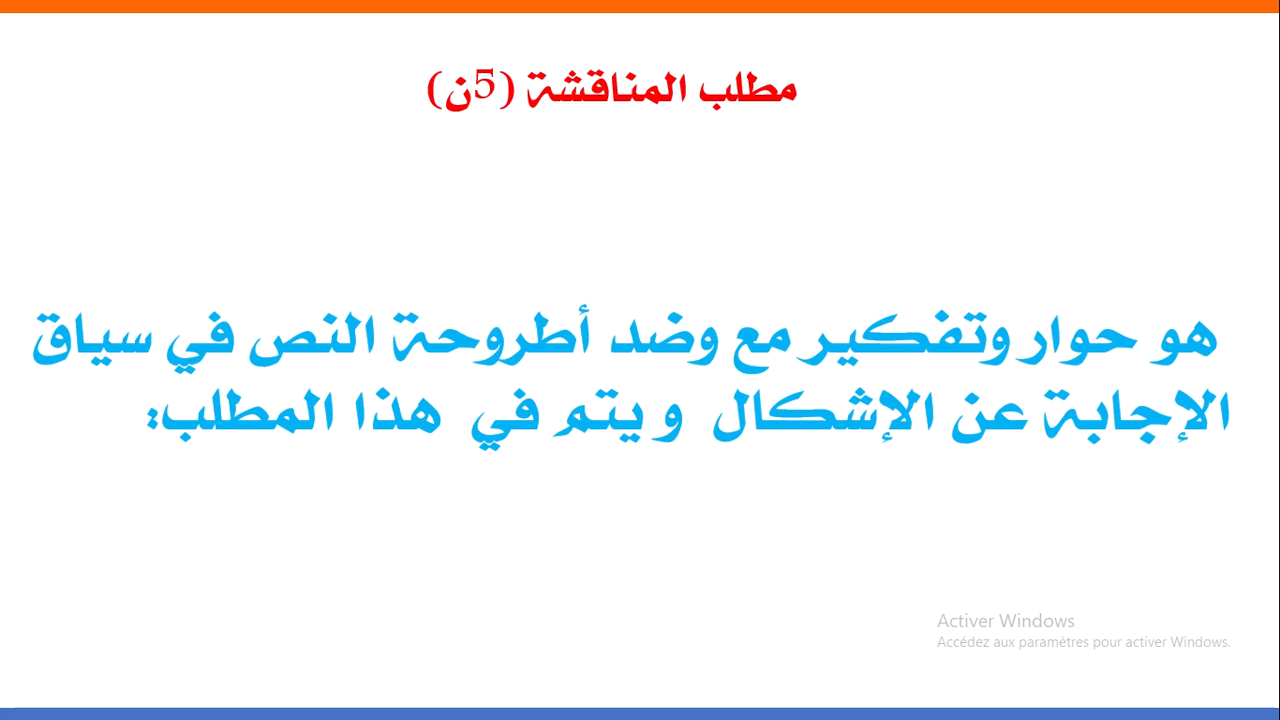 مطلب المناقشة (5ن)
هو حوار وتفكير مع وضد أطروحة النص في سياق
الإجابة عن الإشكال و يتم في هذا المطلب:
Activer Windows
Accédez aux paramètres pour activer Windows.